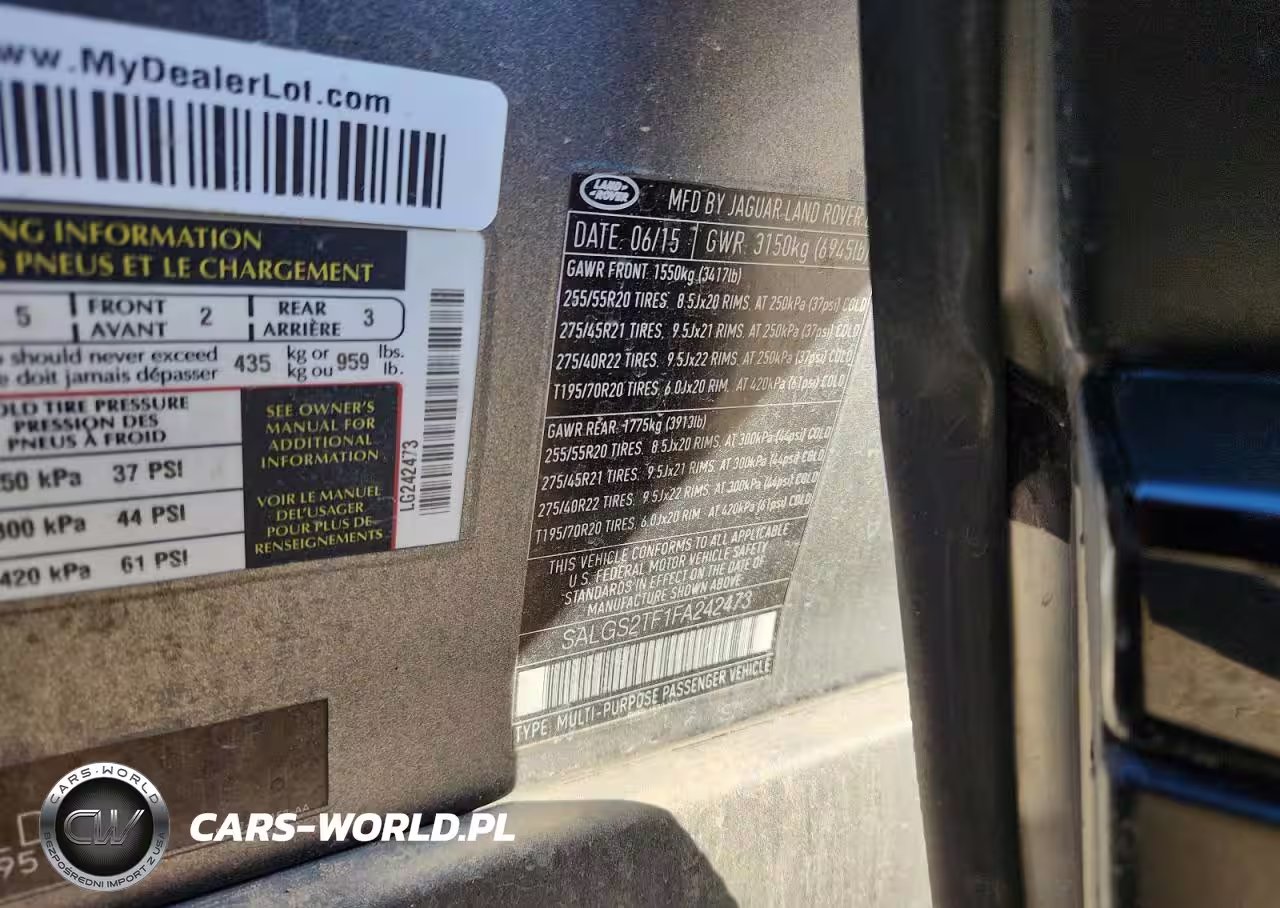 ww.MyDealerLot.com
NG INFORMATION
S PNEUS ET LE CHARGEMENT
5 FRONT AVANT 2 REAR ARRIÈRE 3
should never exceed 435 kg or 959 lbs.
e doit jamais dépasser kg ou lb.
OLD TIRE PRESSURE
PRESSION DES
PNEUS À FROID
50 kPa 37 PSI
300 kPa 44 PSI
420 kPa 61 PSI
SEE OWNER'S
MANUAL FOR
ADDITIONAL
INFORMATION
VOIR LE MANUEL
DEL'USAGER
POUR PLUS DE
RENSEIGNEMENTS
LG242473
LAND-
-ROVER
MFD BY JAGUAR LAND ROVER
DATE: 06/15 GWR: 3150kg (6945lb)
GAWR FRONT 1550kg (3417lb)
255/55R20 TIRES, 8.5Jx20 RIMS, AT 250kPa (37psi) COLD
275/45R21 TIRES, 9.5Jx21 RIMS, AT 250kPa (37psi) COLD
275/40R22 TIRES, 9.5Jx22 RIMS, AT 250kPa (37psi) COLD
T195/70R20 TIRES, 6.0Jx20 RIM, AT 420kPa (61psi) COLD
GAWR REAR 1775kg (3913lb)
255/55R20 TIRES, 8.5Jx20 RIMS, AT 300kPa (44psi) COLD
275/45R21 TIRES, 9.5Jx21 RIMS, AT 300kPa (44psi) COLD
275/40R22 TIRES, 9.5Jx22 RIMS, AT 300kPa (44psi) COLD
T195/70R20 TIRES, 6.0Jx20 RIM, AT 420kPa (61psi) COLD
THIS VEHICLE CONFORMS TO ALL APPLICABLE
U.S. FEDERAL MOTOR VEHICLE SAFETY
STANDARDS IN EFFECT ON THE DATE OF
MANUFACTURE SHOWN ABOVE
SALGS2TF1FA242473
TYPE: MULTI-PURPOSE PASSENGER VEHICLE
95
CARS-WORLD
CW
BEZPOŚREDNI IMPORT Z USA
CARS-WORLD.PL